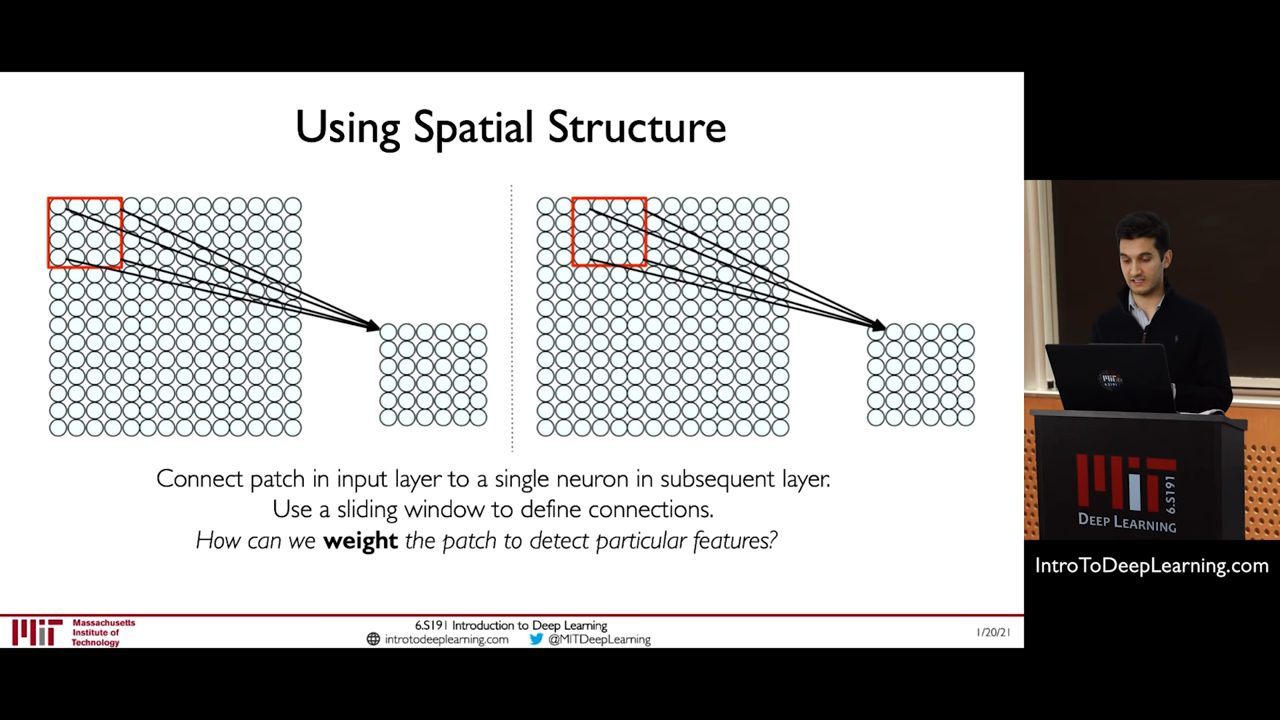 Using Spatial Structure
Connect patch in input layer to a single neuron in subsequent layer.
Use a sliding window to define connections.
How can we weight the patch to detect particular features?
Massachusetts
Institute of
Technology
6.S191 Introduction to Deep Learning
introtodeeplearning.com @MITDeepLearning
1/20/21
MIT
6.S191
DEEP LEARNING
IntroToDeepLearning.com